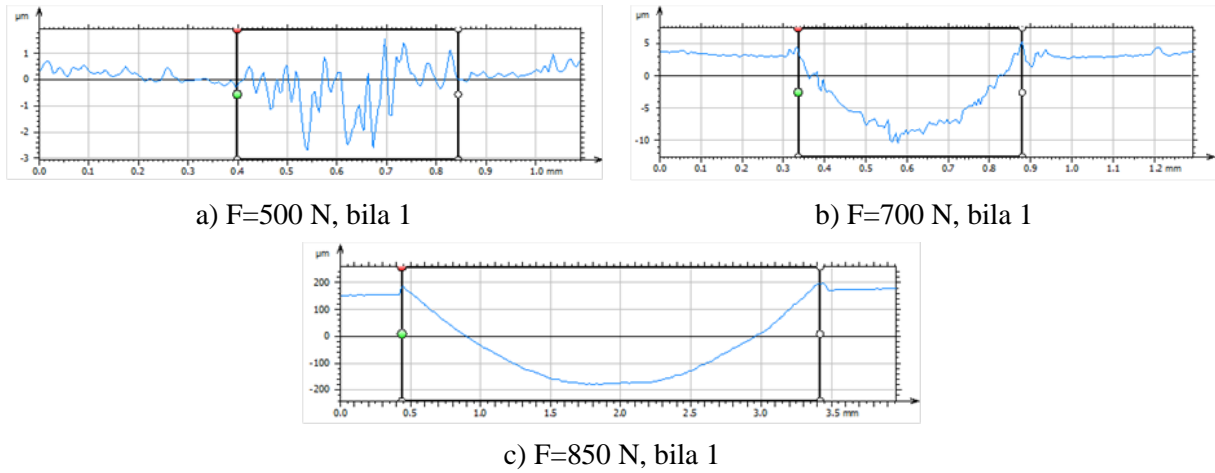 µm
1
0
-1
-2
-3
0.0 0.1 0.2 0.3 0.4 0.5 0.6 0.7 0.8 0.9 1.0 mm
a) F=500 N, bila 1
µm
5
0
-5
-10
0.0 0.1 0.2 0.3 0.4 0.5 0.6 0.7 0.8 0.9 1.0 1.1 1.2 mm
b) F=700 N, bila 1
µm
200
100
0
-100
-200
0.0 0.5 1.0 1.5 2.0 2.5 3.0 3.5 mm
c) F=850 N, bila 1